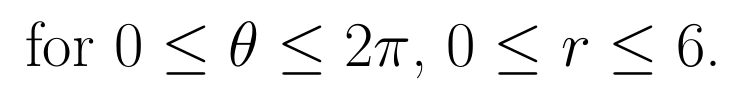 for 0 ≤ θ ≤ 2π, 0 ≤ r ≤ 6.